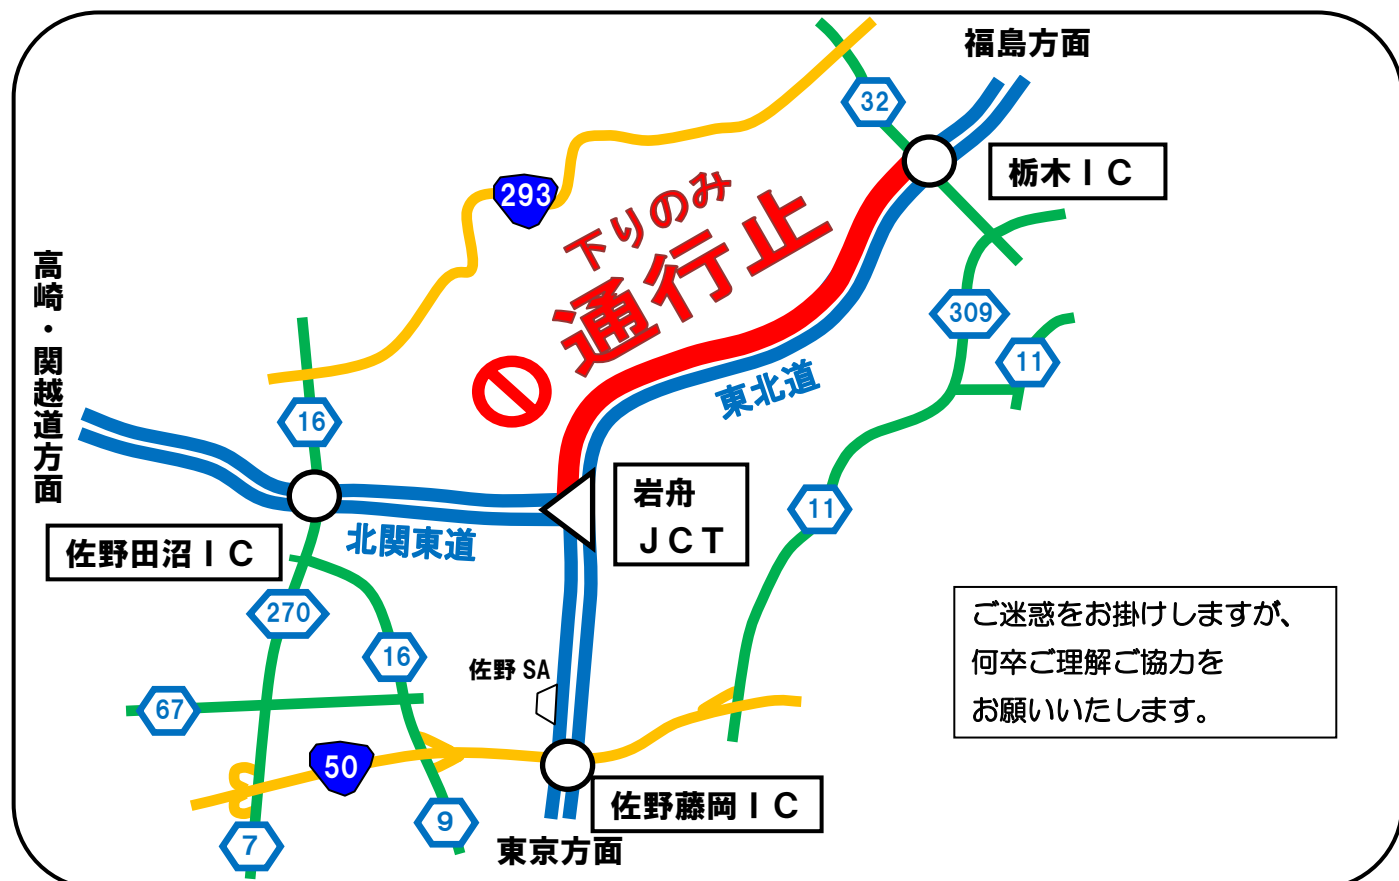 福島方面
32
栃木IC
293
下りのみ
通行止
高崎・関越道方面
309
11
16
東北道
岩舟
JCT
11
北関東道
佐野田沼IC
270
16
佐野SA
67
50
佐野藤岡IC
7
9
東京方面
ご迷惑をお掛けしますが、
何卒ご理解ご協力を
お願いいたします。